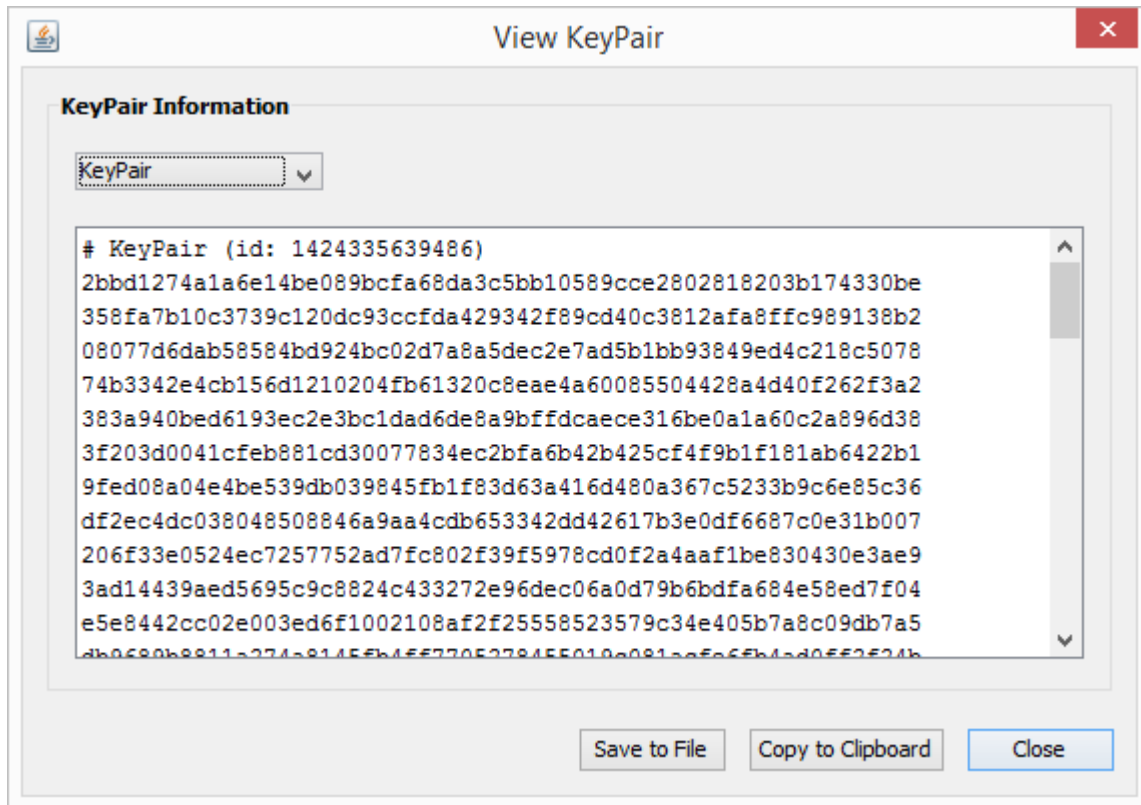 View KeyPair
KeyPair Information
KeyPair
# KeyPair (id: 1424335639486)
2bbd1274a1a6e14be089bcfa68da3c5bb10589cce2802818203b174330be
358fa7b10c3739c120dc93ccfda429342f89cd40c3812afa8ffc989138b2
08077d6dab58584bd924bc02d7a8a5dec2e7ad5b1bb93849ed4c218c5078
74b3342e4cb156d1210204fb61320c8eae4a60085504428a4d40f262f3a2
383a940bed6193ec2e3bc1dad6de8a9bffdcaece316be0a1a60c2a896d38
3f203d0041cfeb881cd30077834ec2bfa6b42b425cf4f9b1f181ab6422b1
9fed08a04e4be539db039845fb1f83d63a416d480a367c5233b9c6e85c36
df2ec4dc038048508846a9aa4cdb653342dd42617b3e0df6687c0e31b007
206f33e0524ec7257752ad7fc802f39f5978cd0f2a4aaf1be830430e3ae9
3ad14439aed5695c9c8824c433272e96dec06a0d79b6bdfa684e58ed7f04
e5e8442cc02e003ed6f1002108af2f25558523579c34e405b7a8c09db7a5
Save to File
Copy to Clipboard
Close